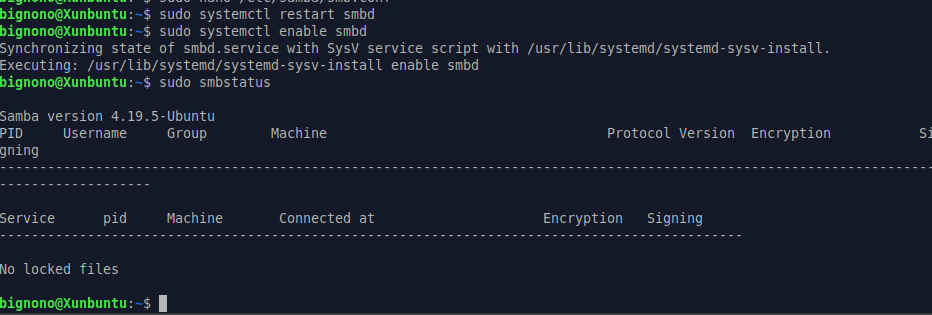 bignono@Xunbuntu:~$ sudo nano /etc/samba/smb.conf
bignono@Xunbuntu:~$ sudo systemctl restart smbd
bignono@Xunbuntu:~$ sudo systemctl enable smbd
Synchronizing state of smbd.service with SysV service script with /usr/lib/systemd/systemd-sysv-install.
Executing: /usr/lib/systemd/systemd-sysv-install enable smbd
bignono@Xunbuntu:~$ sudo smbstatus

Samba version 4.19.5-Ubuntu
PID     Username     Group        Machine                                   Protocol Version  Encryption           Si
gning
---------------------------------------------------------------------------------------------------------------------
-------------------

Service      pid     Machine       Connected at                     Encryption   Signing
---------------------------------------------------------------------------------------------

No locked files

bignono@Xunbuntu:~$